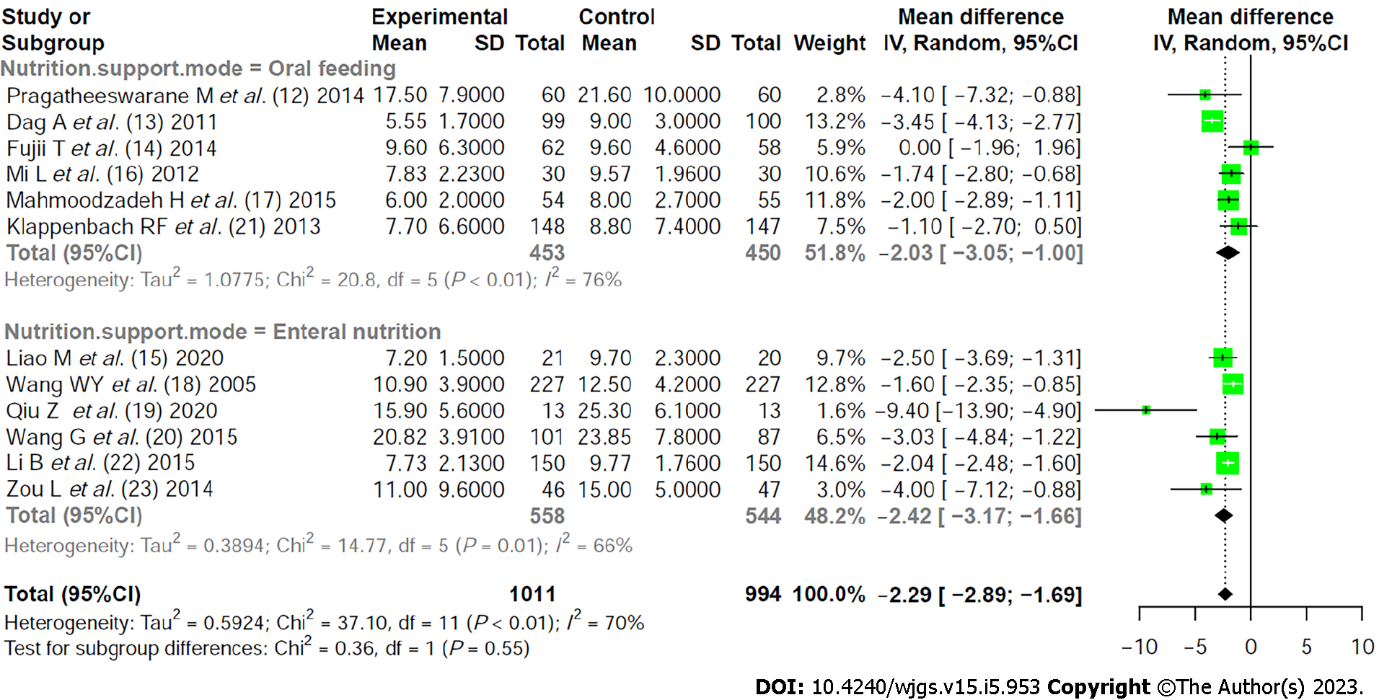 Study or Experimental Control Mean difference Mean difference
Subgroup Mean SD Total Mean SD Total Weight IV, Random, 95%CI IV, Random, 95%CI
Nutrition.support.mode = Oral feeding
Pragatheeswarane M et al. (12) 2014 17.50 7.9000 60 21.60 10.0000 60 2.8% −4.10 [ −7.32; −0.88]
Dag A et al. (13) 2011 5.55 1.7000 99 9.00 3.0000 100 13.2% −3.45 [ −4.13; −2.77]
Fujii T et al. (14) 2014 9.60 6.3000 62 9.60 4.6000 58 5.9% 0.00 [ −1.96; 1.96]
Mi L et al. (16) 2012 7.83 2.2300 30 9.57 1.9600 30 10.6% −1.74 [ −2.80; −0.68]
Mahmoodzadeh H et al. (17) 2015 6.00 2.0000 54 8.00 2.7000 55 11.8% −2.00 [ −2.89; −1.11]
Klappenbach RF et al. (21) 2013 7.70 6.6000 148 8.80 7.4000 147 7.5% −1.10 [ −2.70; 0.50]
Total (95%CI) 453 450 51.8% −2.03 [ −3.05; −1.00]
Heterogeneity: Tau² = 1.0775; Chi² = 20.8, df = 5 (P < 0.01); I² = 76%
Nutrition.support.mode = Enteral nutrition
Liao M et al. (15) 2020 7.20 1.5000 21 9.70 2.3000 20 9.7% −2.50 [ −3.69; −1.31]
Wang WY et al. (18) 2005 10.90 3.9000 227 12.50 4.2000 227 12.8% −1.60 [ −2.35; −0.85]
Qiu Z et al. (19) 2020 15.90 5.6000 13 25.30 6.1000 13 1.6% −9.40 [−13.90; −4.90]
Wang G et al. (20) 2015 20.82 3.9100 101 23.85 7.8000 87 6.5% −3.03 [ −4.84; −1.22]
Li B et al. (22) 2015 7.73 2.1300 150 9.77 1.7600 150 14.6% −2.04 [ −2.48; −1.60]
Zou L et al. (23) 2014 11.00 9.6000 46 15.00 5.0000 47 3.0% −4.00 [ −7.12; −0.88]
Total (95%CI) 558 544 48.2% −2.42 [ −3.17; −1.66]
Heterogeneity: Tau² = 0.3894; Chi² = 14.77, df = 5 (P = 0.01); I² = 66%
Total (95%CI) 1011 994 100.0% −2.29 [ −2.89; −1.69]
Heterogeneity: Tau² = 0.5924; Chi² = 37.10, df = 11 (P < 0.01); I² = 70%
Test for subgroup differences: Chi² = 0.36, df = 1 (P = 0.55)
−10 −5 0 5 10
DOI: 10.4240/wjgs.v15.i5.953 Copyright ©The Author(s) 2023.